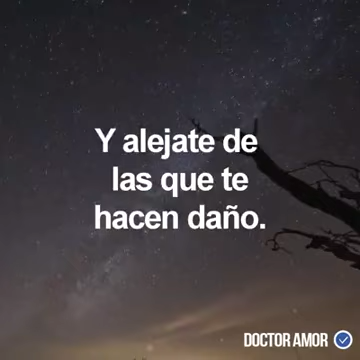 Y alejate de
las que te
hacen daño.
DOCTOR AMOR